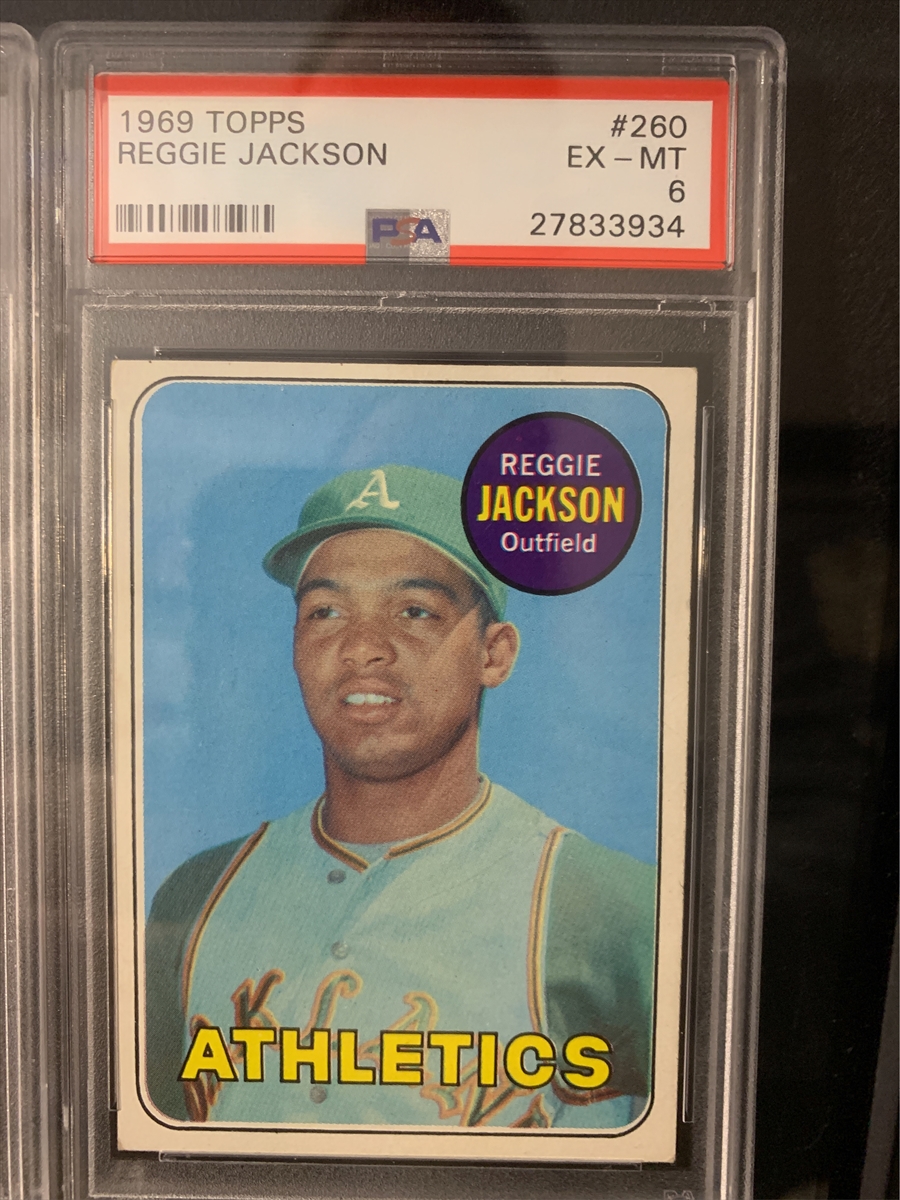 1969 TOPPS #260
REGGIE JACKSON EX - MT
6
PSA 27833934
A
REGGIE
JACKSON
Outfield
ATHLETICS